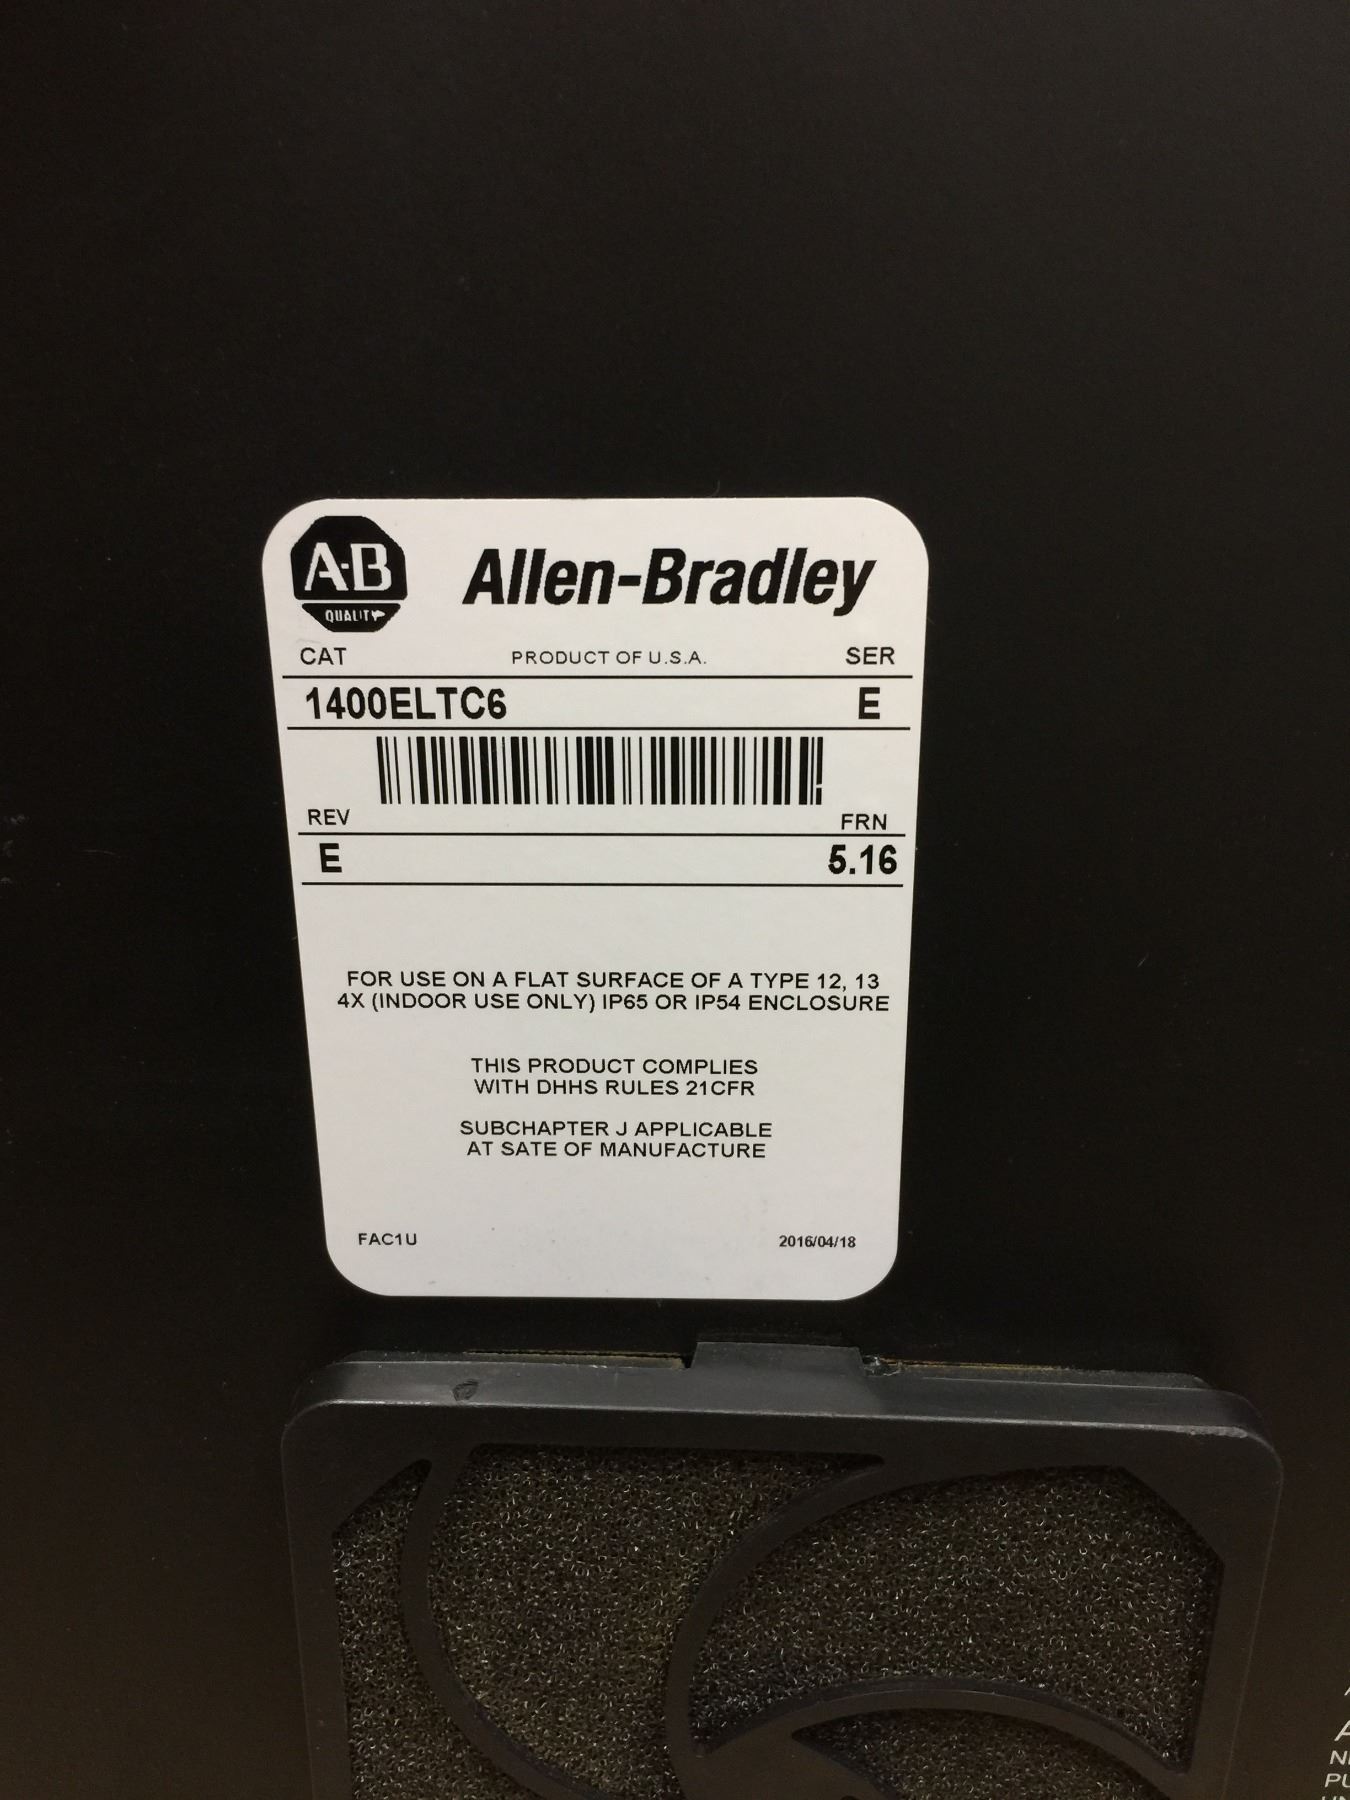 A-B
QUALITY
Allen-Bradley
CAT PRODUCT OF U.S.A. SER
1400ELTC6 E
REV FRN
E 5.16
FOR USE ON A FLAT SURFACE OF A TYPE 12, 13
4X (INDOOR USE ONLY) IP65 OR IP54 ENCLOSURE
THIS PRODUCT COMPLIES
WITH DHHS RULES 21CFR
SUBCHAPTER J APPLICABLE
AT SATE OF MANUFACTURE
FAC1U 2016/04/18